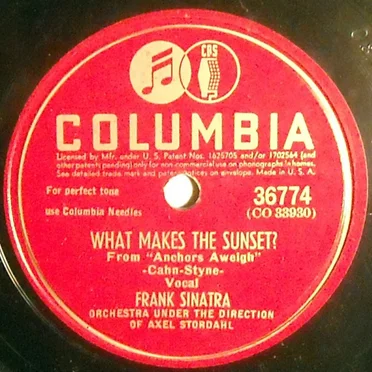 CBS
COLUMBIA
Licensed by Mfr. under U. S. Patent Nos. 1625705 and/or 1702564 (and
other patents pending) only for non-commercial use on phonographs in homes.
See detailed trade mark and patent notices on envelope. Made in U. S. A.
For perfect tone
use Columbia Needles
36774
(CO 33930)
WHAT MAKES THE SUNSET?
From "Anchors Aweigh"
-Cahn-Styne-
Vocal
FRANK SINATRA
ORCHESTRA UNDER THE DIRECTION
OF AXEL STORDAHL